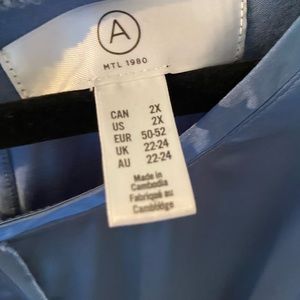 A
MTL 1980
CAN 2X
US 2X
EUR 50-52
UK 22-24
AU 22-24
Made in
Cambodia
Fabriqué au
Cambodge